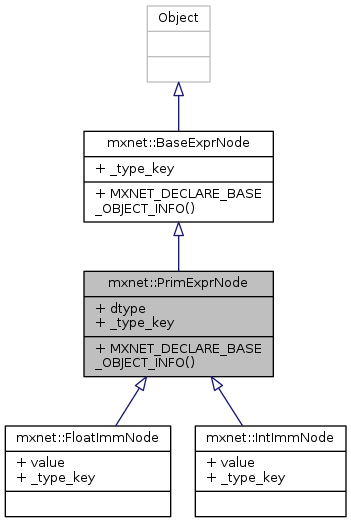 Object
mxnet::BaseExprNode
+ _type_key
+ MXNET_DECLARE_BASE
_OBJECT_INFO()
mxnet::PrimExprNode
+ dtype
+ _type_key
+ MXNET_DECLARE_BASE
_OBJECT_INFO()
mxnet::FloatImmNode
+ value
+ _type_key
mxnet::IntImmNode
+ value
+ _type_key